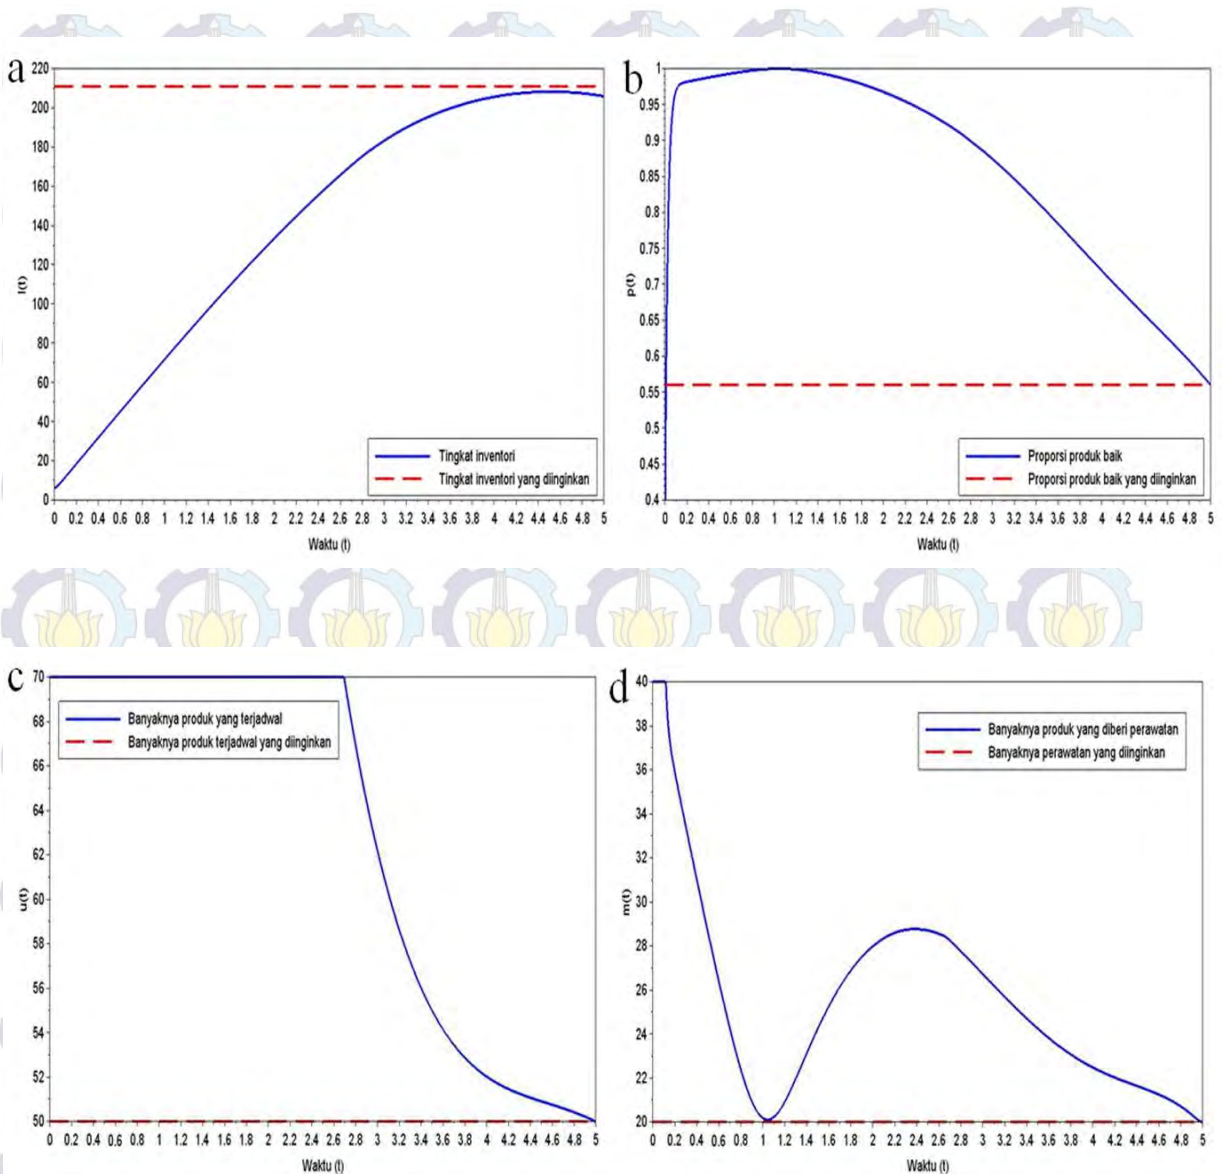 a
220
200
180
160
140
120
100
80
60
40
20
0
I(t)
0 0.2 0.4 0.6 0.8 1 1.2 1.4 1.6 1.8 2 2.2 2.4 2.6 2.8 3 3.2 3.4 3.6 3.8 4 4.2 4.4 4.6 4.8 5
Waktu (t)
Tingkat inventori
Tingkat inventori yang diinginkan
b
1
0.95
0.9
0.85
0.8
0.75
0.7
0.65
0.6
0.55
0.5
0.45
0.4
p(t)
0 0.2 0.4 0.6 0.8 1 1.2 1.4 1.6 1.8 2 2.2 2.4 2.6 2.8 3 3.2 3.4 3.6 3.8 4 4.2 4.4 4.6 4.8 5
Waktu (t)
Proporsi produk baik
Proporsi produk baik yang diinginkan
c
70
68
66
64
62
60
58
56
54
52
50
u(t)
0 0.2 0.4 0.6 0.8 1 1.2 1.4 1.6 1.8 2 2.2 2.4 2.6 2.8 3 3.2 3.4 3.6 3.8 4 4.2 4.4 4.6 4.8 5
Waktu (t)
Banyaknya produk yang terjadwal
Banyaknya produk terjadwal yang diinginkan
d
40
38
36
34
32
30
28
26
24
22
20
m(t)
0 0.2 0.4 0.6 0.8 1 1.2 1.4 1.6 1.8 2 2.2 2.4 2.6 2.8 3 3.2 3.4 3.6 3.8 4 4.2 4.4 4.6 4.8 5
Waktu (t)
Banyaknya produk yang diberi perawatan
Banyaknya perawatan yang diinginkan